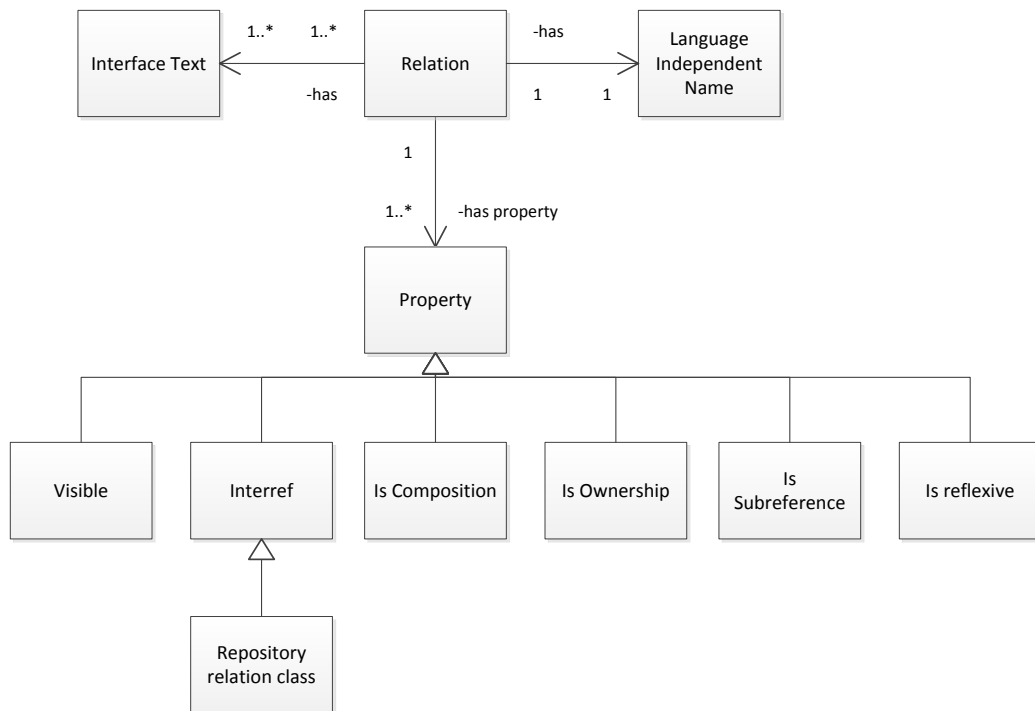 1..* 1..* -has
Interface Text Relation Language
Independent
Name
-has 1 1
1
1..* -has property
Property
Visible Interref Is Composition Is Ownership Is
Subreference Is reflexive
Repository
relation class